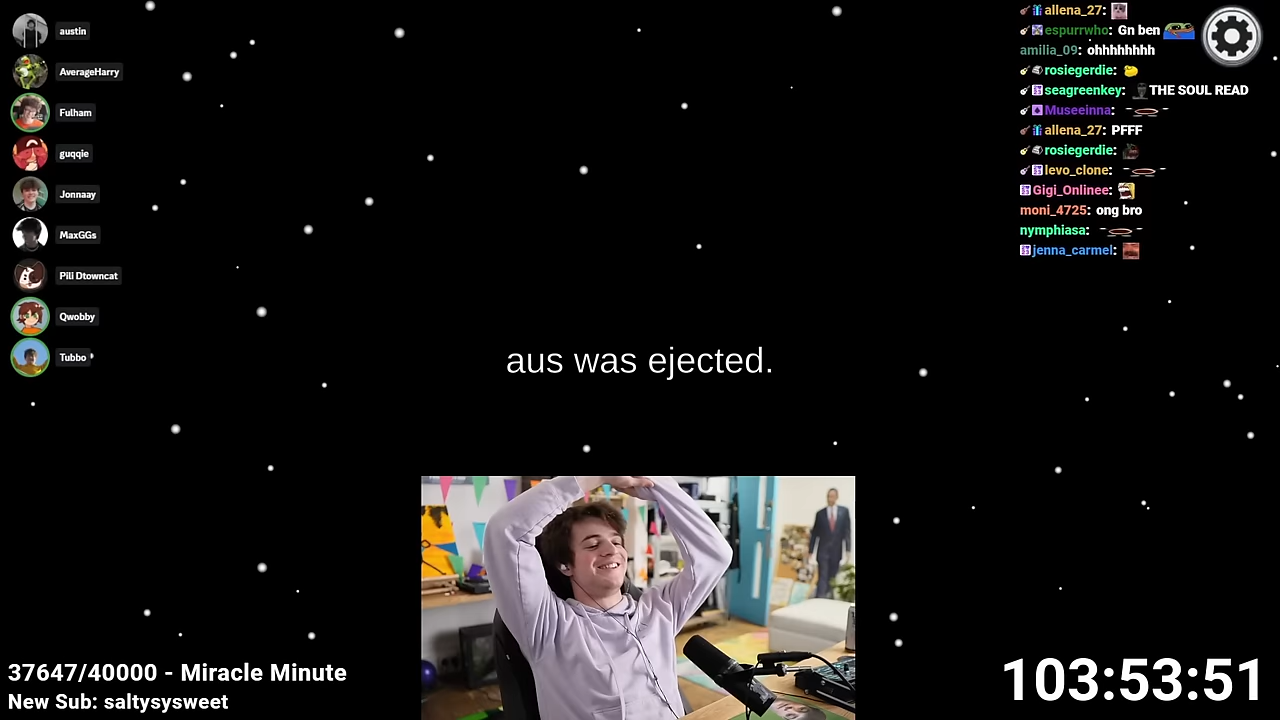 austin
AverageHarry
Fulham
guqqie
Jonnaay
MaxGGs
Pili Dtowncat
Qwobby
Tubbo
allena_27:
espurrwho: Gn ben
amilia_09: ohhhhhhhh
rosiegerdie:
seagreenkey: THE SOUL READ
Museeinna:
allena_27: PFFF
rosiegerdie:
levo_clone:
Gigi_Onlinee:
moni_4725: ong bro
nymphiasa:
jenna_carmel:
aus was ejected.
37647/40000 - Miracle Minute
New Sub: saltysysweet
103:53:51